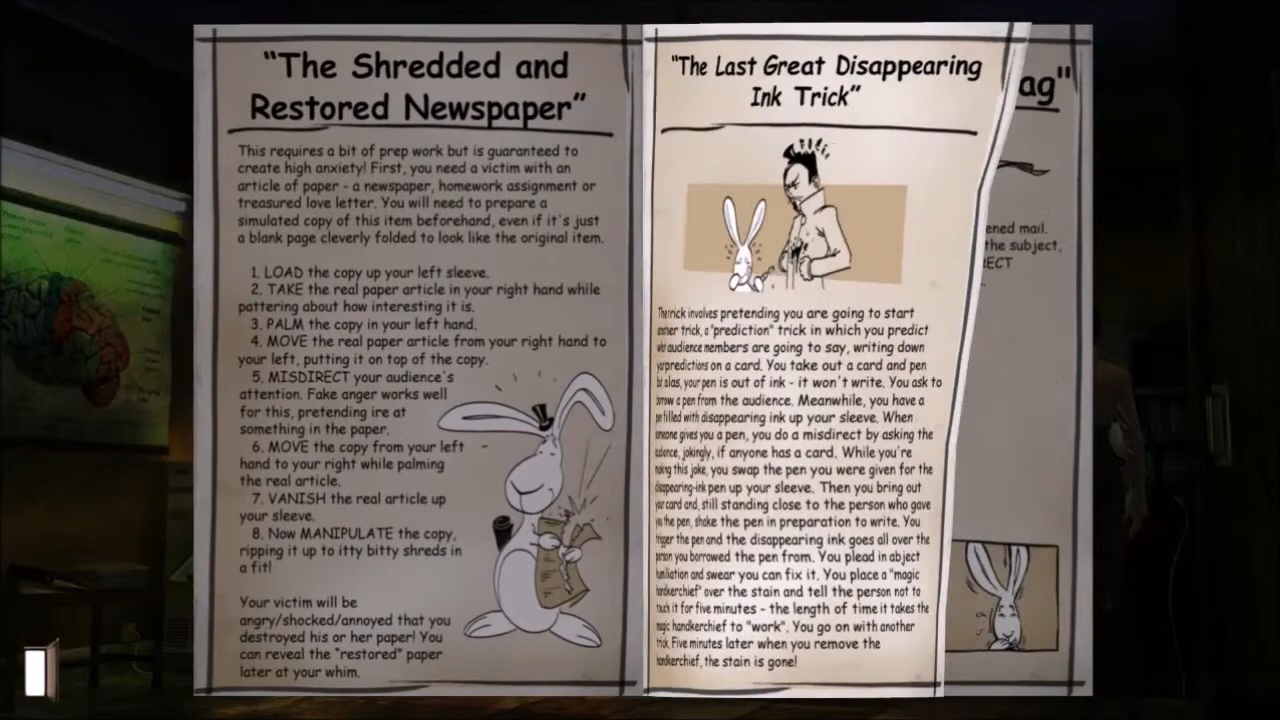 "The Shredded and
Restored Newspaper"
This requires a bit of prep work but is guaranteed to
create high anxiety! First, you need a victim with an
article of paper - a newspaper, homework assignment or
treasured love letter. You will need to prepare a
simulated copy of this item beforehand, even if it's just
a blank page cleverly folded to look like the original item.
1. LOAD the copy up your left sleeve.
2. TAKE the real paper article in your right hand while
pattering about how interesting it is.
3. PALM the copy in your left hand.
4. MOVE the real paper article from your right hand to
your left, putting it on top of the copy.
5. MISDIRECT your audience's
attention. Fake anger works well
for this, pretending ire at
something in the paper.
6. MOVE the copy from your left
hand to your right while palming
the real article.
7. VANISH the real article up
your sleeve.
8. Now MANIPULATE the copy,
ripping it up to itty bitty shreds in
a fit!
Your victim will be
angry/shocked/annoyed that you
destroyed his or her paper! You
can reveal the "restored" paper
later at your whim.
"The Last Great Disappearing
Ink Trick"
involves pretending you are going to start
trick, a "prediction" trick in which you predict
audience members are going to say, writing down
predictions on a card. You take out a card and pen
alas, your pen is out of ink - it won't write. You ask to
a pen from the audience. Meanwhile, you have a
filled with disappearing ink up your sleeve. When
someone gives you a pen, you do a misdirect by asking the
audience, jokingly, if anyone has a card. While you're
making this joke, you swap the pen you were given for the
disappearing-ink pen up your sleeve. Then you bring out
your card and, still standing close to the person who gave
you the pen, shake the pen in preparation to write. You
trigger the pen and the disappearing ink goes all over the
person you borrowed the pen from. You plead in abject
humiliation and swear you can fix it. You place a "magic
handkerchief" over the stain and tell the person not to
touch it for five minutes - the length of time it takes the
magic handkerchief to "work". You go on with another
trick. Five minutes later when you remove the
handkerchief, the stain is gone!
ag"
ened mail.
the subject,
ECT